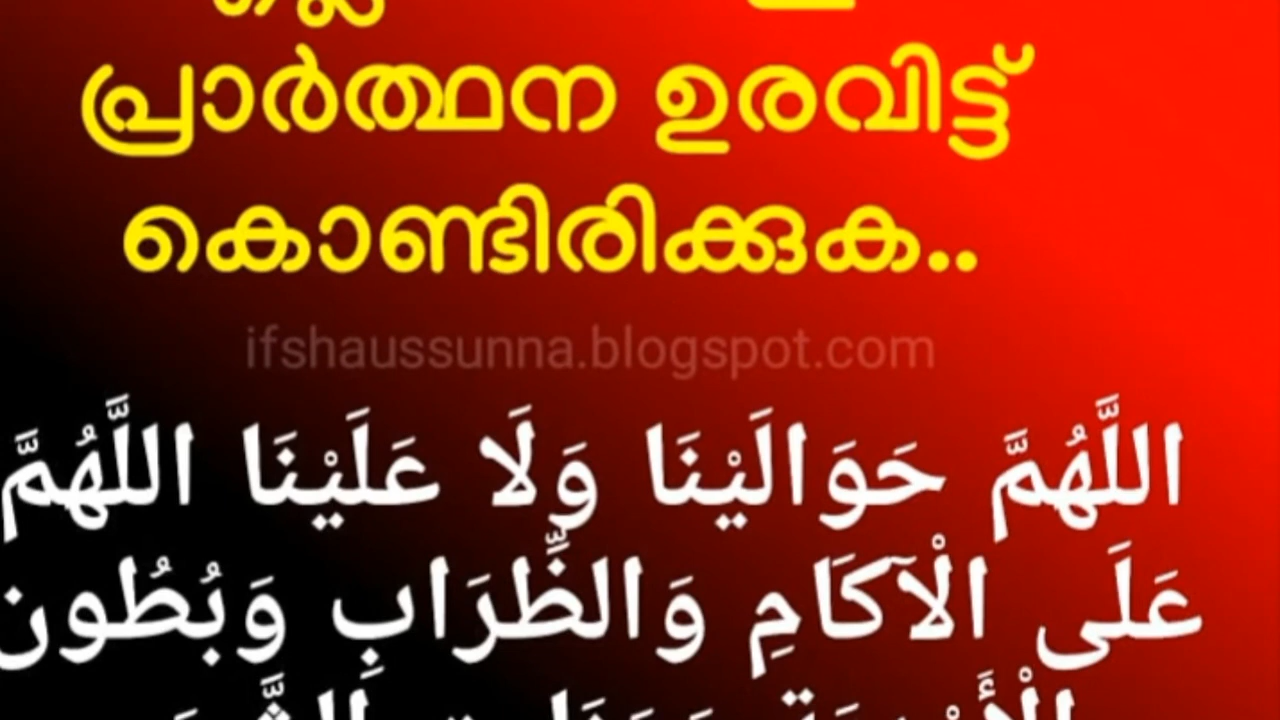 പ്രാർത്ഥന ഉരവിട്ട്
കൊണ്ടിരിക്കുക..
ifshaussunna.blogspot.com
اللَّهُمَّ حَوَالَيْنَا وَلَا عَلَيْنَا اللَّهُمَّ
عَلَى الْآكَامِ وَالظِّرَابِ وَبُطُون